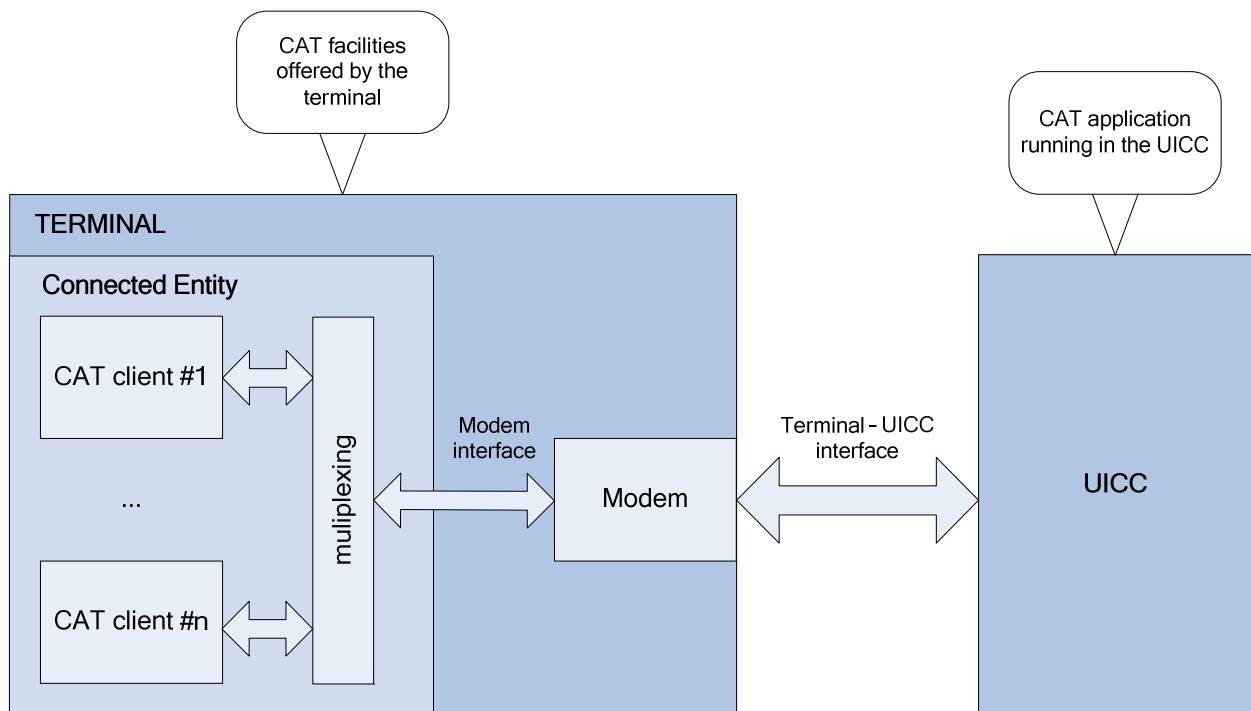 CAT facilities
offered by the
terminal
CAT application
running in the UICC
TERMINAL
Connected Entity
CAT client #1
...
CAT client #n
muliplexing
Modem
interface
Modem
Terminal - UICC
interface
UICC